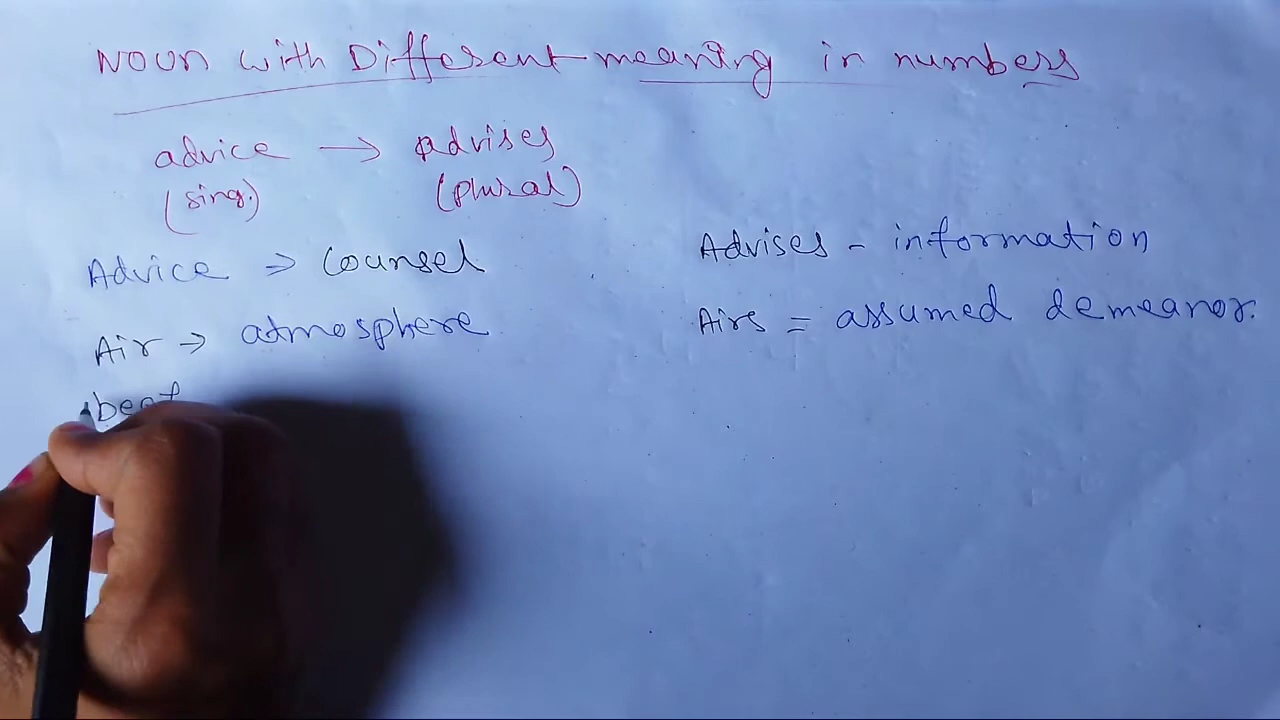 Noun with Different meaning in numbers
advice → Advises
(sing.) (plural)
Advice ⇒ Counsel Advises - information
Air → atmosphere Airs = assumed demeanor.